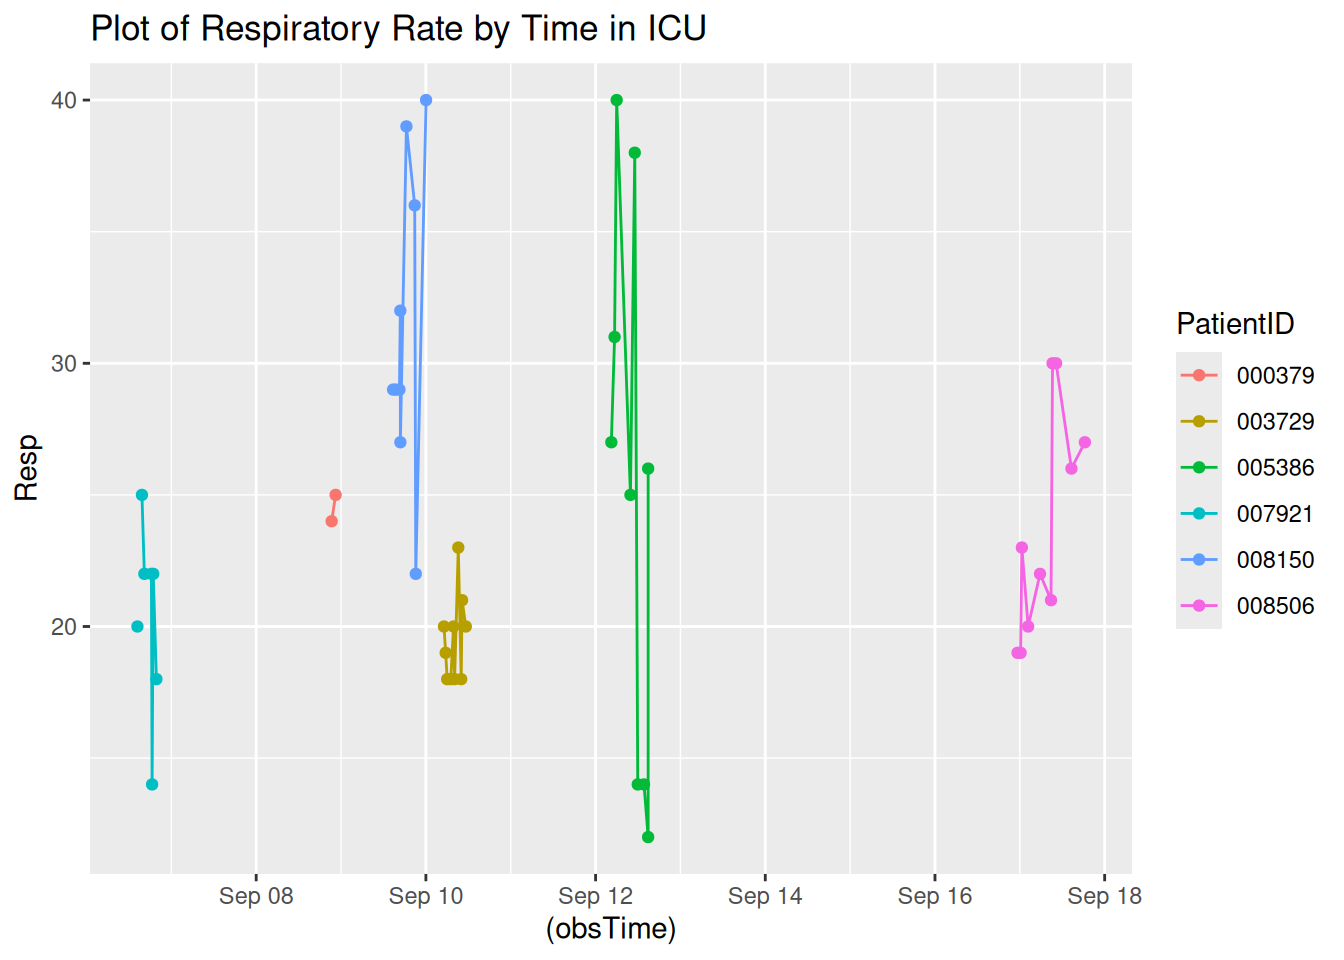 Plot of Respiratory Rate by Time in ICU
40
30
20
Resp
Sep 08 Sep 10 Sep 12 Sep 14 Sep 16 Sep 18
(obsTime)
PatientID
000379
003729
005386
007921
008150
008506